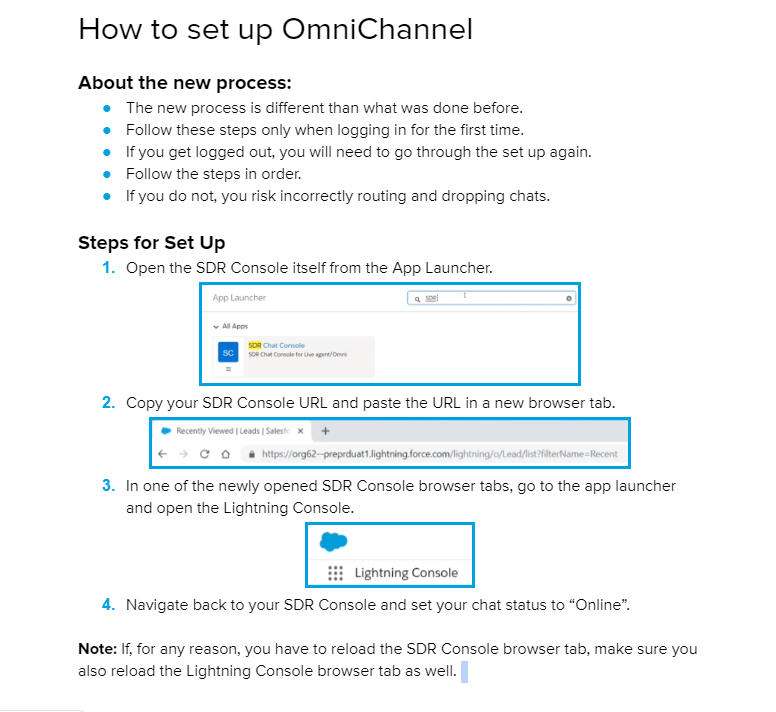 How to set up OmniChannel
About the new process:
The new process is different than what was done before.
Follow these steps only when logging in for the first time.
If you get logged out, you will need to go through the set up again.
Follow the steps in order.
If you do not, you risk incorrectly routing and dropping chats.
Steps for Set Up
1. Open the SDR Console itself from the App Launcher.
App Launcher
SDR
All Apps
SC
SDR Chat Console
SDR Chat Console for Live agent/Omni
2. Copy your SDR Console URL and paste the URL in a new browser tab.
Recently Viewed | Leads | Salesfo
https://org62--preprduat1.lightning.force.com/lightning/o/Lead/list?filterName=Recent
3. In one of the newly opened SDR Console browser tabs, go to the app launcher
and open the Lightning Console.
Lightning Console
4. Navigate back to your SDR Console and set your chat status to “Online”.
Note: If, for any reason, you have to reload the SDR Console browser tab, make sure you
also reload the Lightning Console browser tab as well.